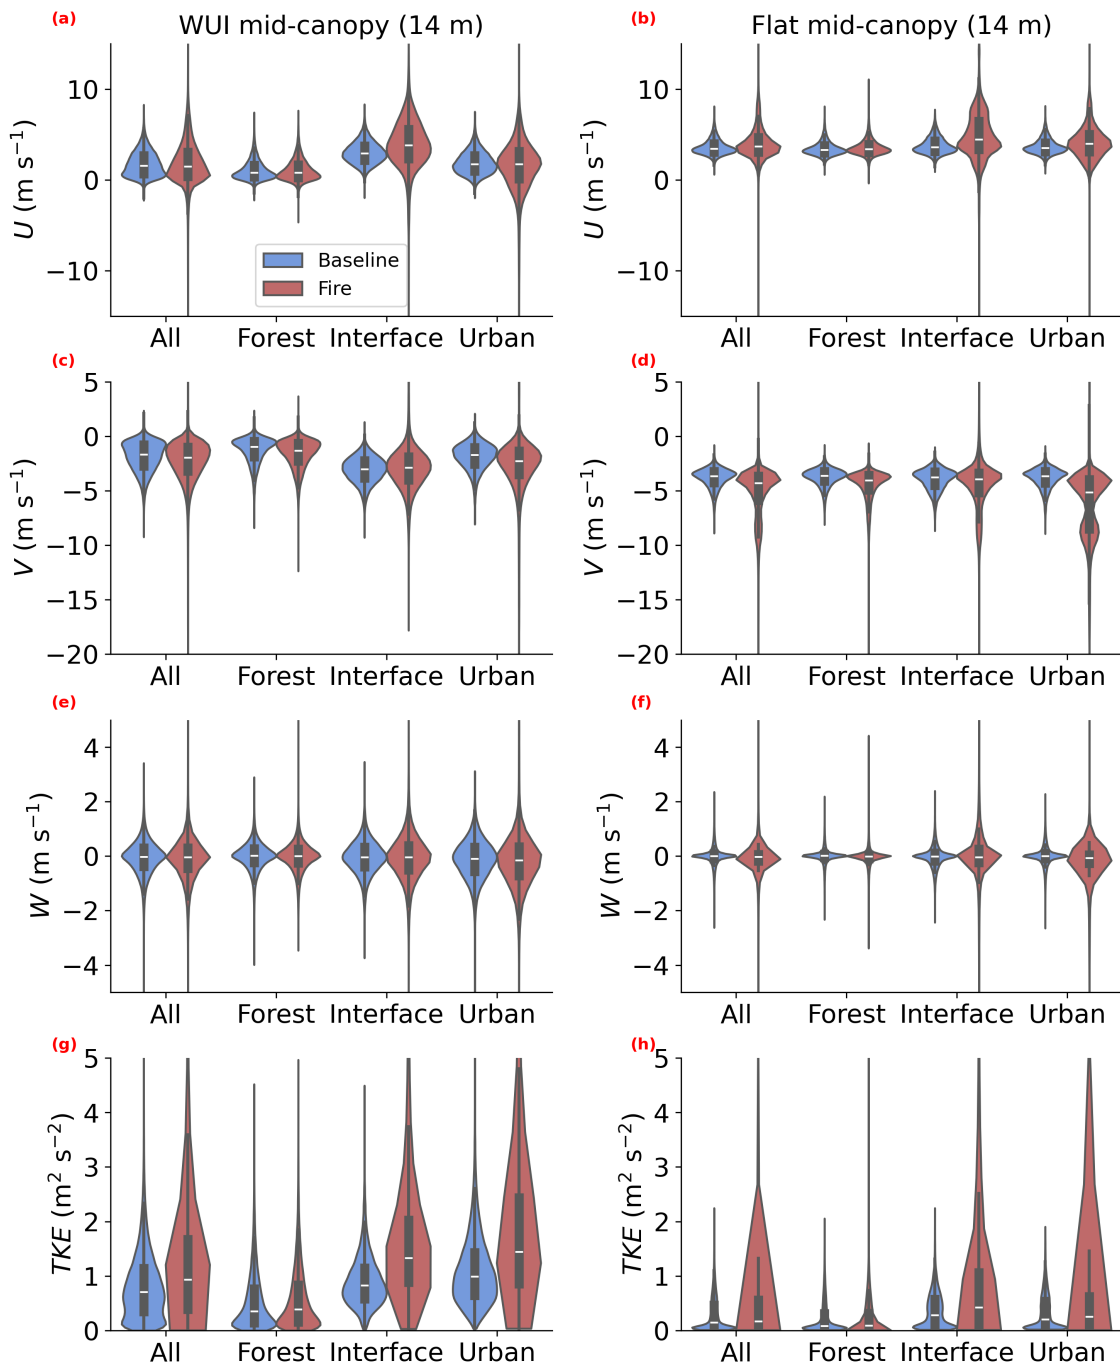 (a) WUI mid-canopy (14 m)
(b) Flat mid-canopy (14 m)
10
0
−10
U (m s⁻¹)
Baseline
Fire
All Forest Interface Urban
10
0
−10
U (m s⁻¹)
All Forest Interface Urban
(c)
5
0
−5
−10
−15
−20
V (m s⁻¹)
All Forest Interface Urban
(d)
5
0
−5
−10
−15
−20
V (m s⁻¹)
All Forest Interface Urban
(e)
4
2
0
−2
−4
W (m s⁻¹)
All Forest Interface Urban
(f)
4
2
0
−2
−4
W (m s⁻¹)
All Forest Interface Urban
(g)
5
4
3
2
1
0
TKE (m² s⁻²)
All Forest Interface Urban
(h)
5
4
3
2
1
0
TKE (m² s⁻²)
All Forest Interface Urban